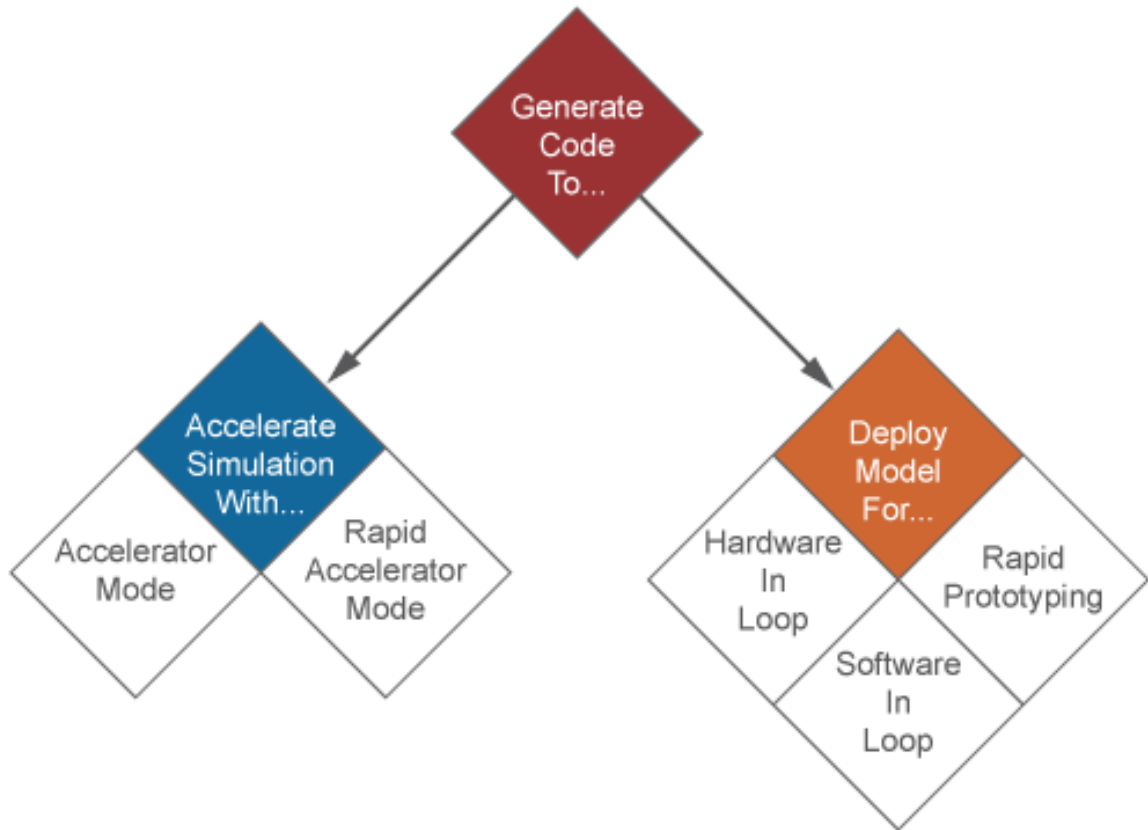 Generate
Code
To...
Accelerate
Simulation
With...
Accelerator
Mode
Rapid
Accelerator
Mode
Deploy
Model
For...
Hardware
In
Loop
Rapid
Prototyping
Software
In
Loop